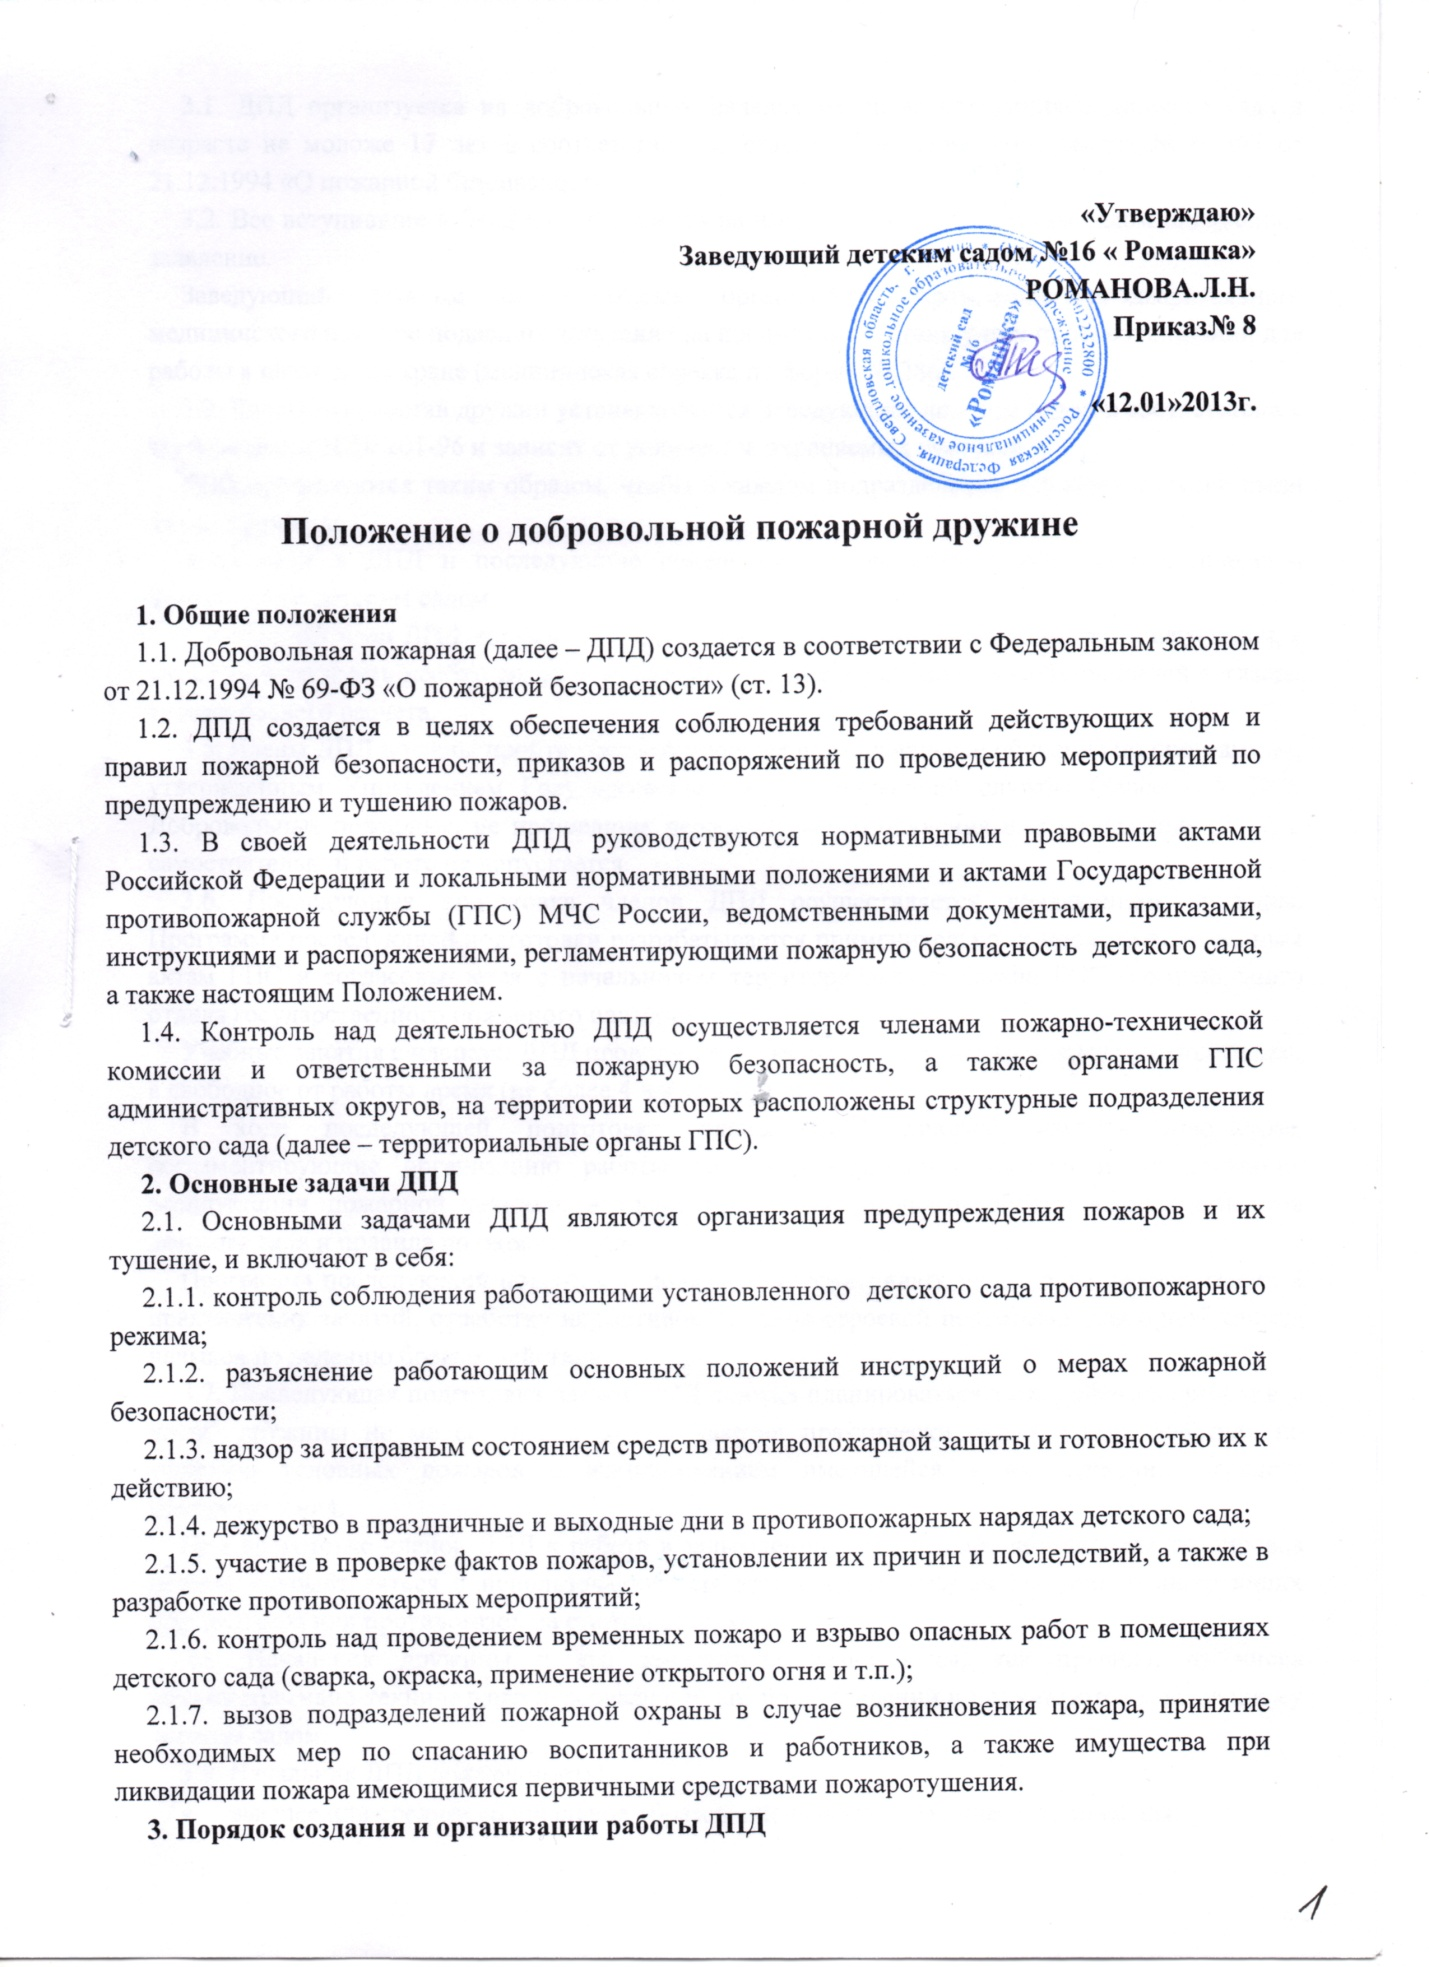 «Утверждаю»
Заведующий детским садом №16 « Ромашка»
РОМАНОВА.Л.Н.
Приказ№ 8
«12.01»2013г.
Российская Федерация, Свердловская область, г.
Муниципальное казенное дошкольное образовательное учреждение
детский сад
№16
«Ромашка»
Положение о добровольной пожарной дружине
1. Общие положения
1.1. Добровольная пожарная (далее – ДПД) создается в соответствии с Федеральным законом
от 21.12.1994 № 69-ФЗ «О пожарной безопасности» (ст. 13).
1.2. ДПД создается в целях обеспечения соблюдения требований действующих норм и
правил пожарной безопасности, приказов и распоряжений по проведению мероприятий по
предупреждению и тушению пожаров.
1.3. В своей деятельности ДПД руководствуются нормативными правовыми актами
Российской Федерации и локальными нормативными положениями и актами Государственной
противопожарной службы (ГПС) МЧС России, ведомственными документами, приказами,
инструкциями и распоряжениями, регламентирующими пожарную безопасность детского сада,
а также настоящим Положением.
1.4. Контроль над деятельностью ДПД осуществляется членами пожарно-технической
комиссии и ответственными за пожарную безопасность, а также органами ГПС
административных округов, на территории которых расположены структурные подразделения
детского сада (далее – территориальные органы ГПС).
2. Основные задачи ДПД
2.1. Основными задачами ДПД являются организация предупреждения пожаров и их
тушение, и включают в себя:
2.1.1. контроль соблюдения работающими установленного детского сада противопожарного
режима;
2.1.2. разъяснение работающим основных положений инструкций о мерах пожарной
безопасности;
2.1.3. надзор за исправным состоянием средств противопожарной защиты и готовностью их к
действию;
2.1.4. дежурство в праздничные и выходные дни в противопожарных нарядах детского сада;
2.1.5. участие в проверке фактов пожаров, установлении их причин и последствий, а также в
разработке противопожарных мероприятий;
2.1.6. контроль над проведением временных пожаро и взрыво опасных работ в помещениях
детского сада (сварка, окраска, применение открытого огня и т.п.);
2.1.7. вызов подразделений пожарной охраны в случае возникновения пожара, принятие
необходимых мер по спасанию воспитанников и работников, а также имущества при
ликвидации пожара имеющимися первичными средствами пожаротушения.
3. Порядок создания и организации работы ДПД
1